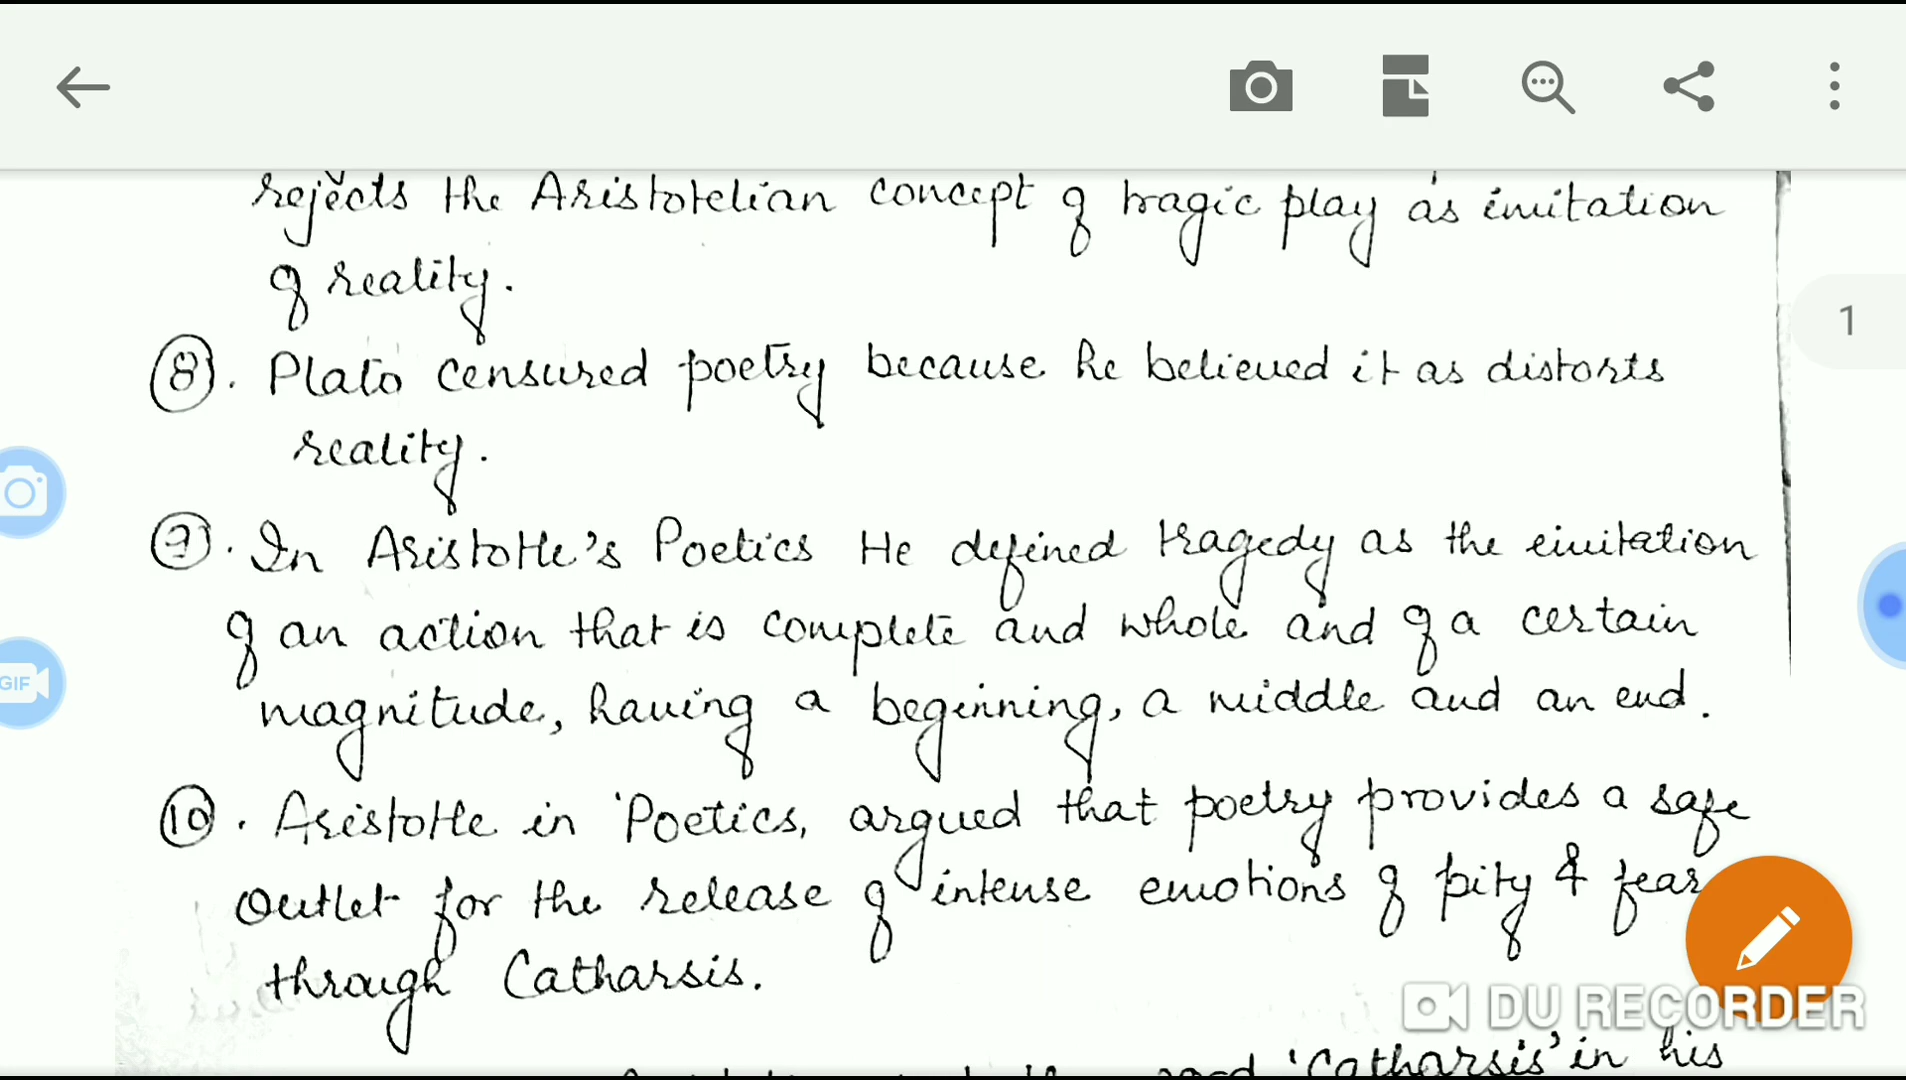 rejects the Aristotelian concept of tragic play as imitation
1
of reality.
(8). Plato censured poetry because he believed it as distorts
reality.
GIF
(9). In Aristotle's Poetics He defined tragedy as the imitation
of an action that is complete and whole and of a certain
magnitude, having a beginning, a middle and an end.
(10). Aristotle in 'Poetics, argued that poetry provides a safe
Outlet for the release of intense emotions of pity & fear
through Catharsis.
DU RECORDER
'Catharsis' in his